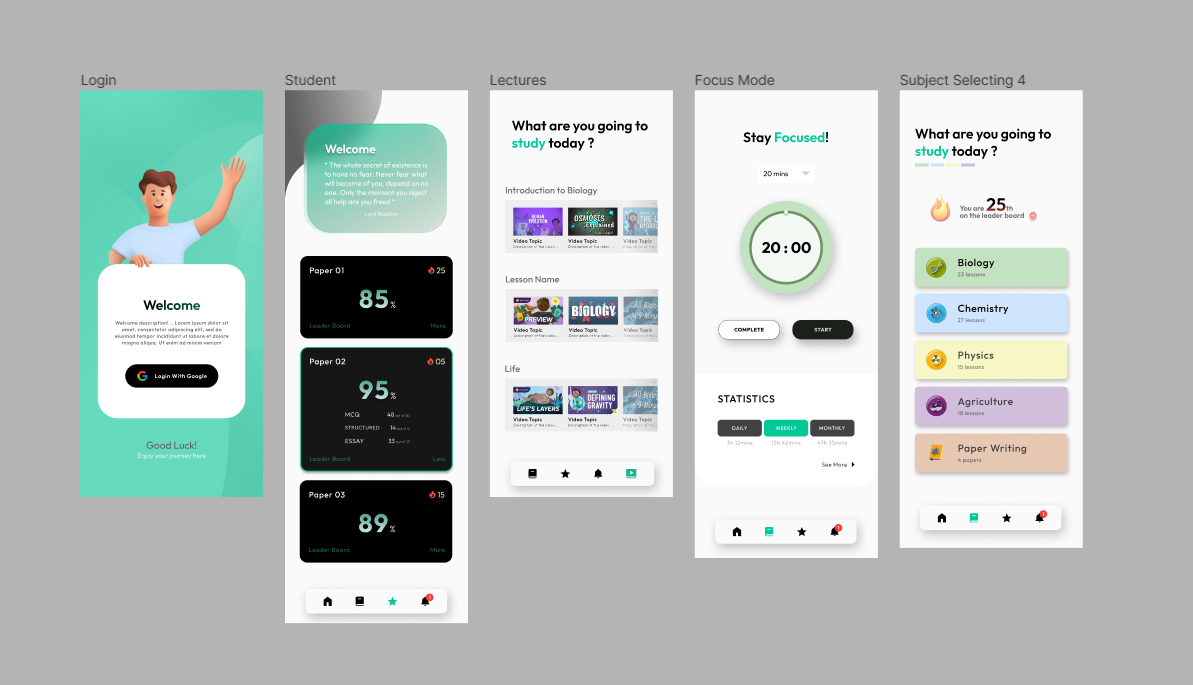 Login
Student
Lectures
Focus Mode
Subject Selecting 4
Welcome
Welcome description! .. Lorem ipsum dolor sit
amet, consectetur adipiscing elit, sed do
eiusmod tempor incididunt ut labore et dolore
magna aliqua. Ut enim ad minim veniam
Login With Google
Good Luck!
Enjoy your journey here
Welcome
" The whole secret of existence is
to have no fear. Never fear what
will become of you, depend on no
one. Only the moment you reject
all help are you freed."
Lord Buddha
Paper 01
25
85%
Leader Board
More
Paper 02
05
95%
MCQ
48
STRUCTURED
14
ESSAY
33
Leader Board
Less
Paper 03
15
89%
Leader Board
More
What are you going to
study today ?
Introduction to Biology
HUMAN
EVOLUTION
OSMOSIS
explained
Video Topic
Video Topic
Video Topic
Lesson Name
PREVIEW
BIOLOGY
Video Topic
Video Topic
Video Topic
Life
LIFE'S LAYERS
DEFINING
GRAVITY
All Biology
in 9 Minutes
Video Topic
Video Topic
Video Topic
Stay Focused!
20 mins
20 : 00
COMPLETE
START
STATISTICS
DAILY
WEEKLY
MONTHLY
3h 12mins
15h 42mins
47h 35mins
See More
What are you going to
study today ?
You are 25th
on the leader board
Biology
23 lessons
Chemistry
27 lessons
Physics
15 lessons
Agriculture
18 lessons
Paper Writing
4 papers